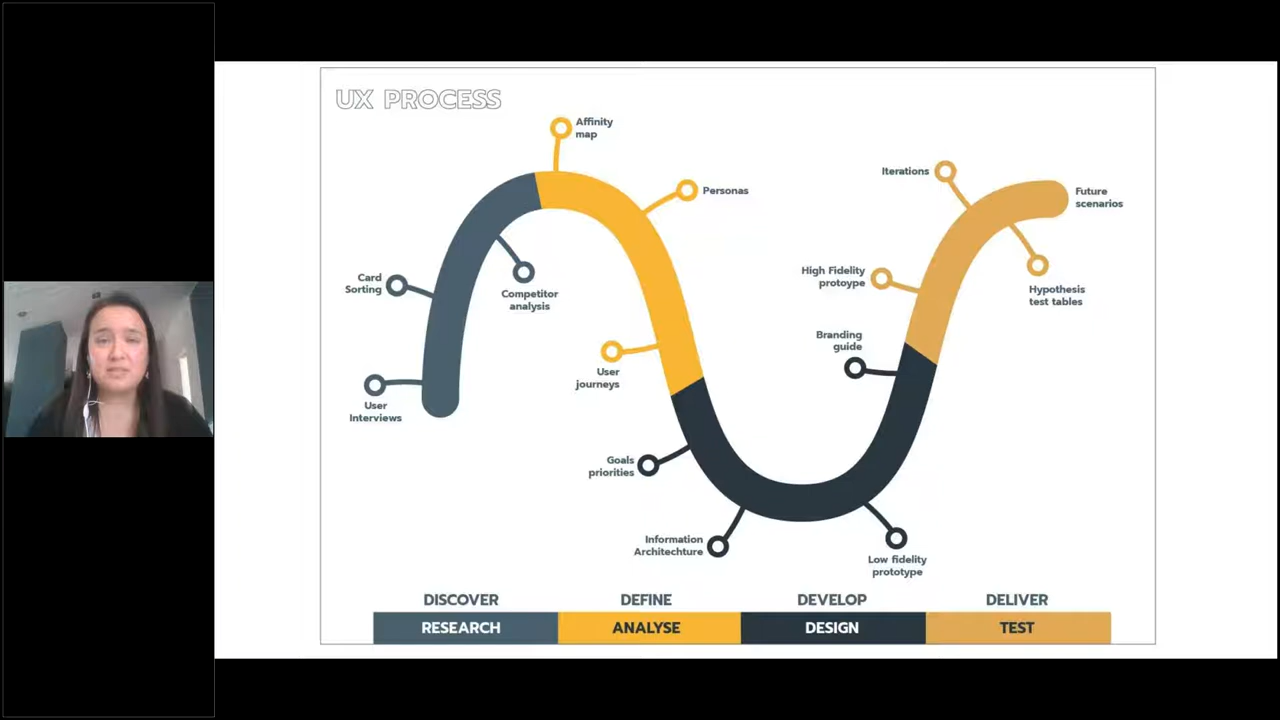 UX PROCESS
Affinity
map
Personas
Iterations
Future
scenarios
Card
Sorting
Competitor
analysis
High Fidelity
protoype
Hypothesis
test tables
Branding
guide
User
journeys
User
Interviews
Goals
priorities
Information
Architechture
Low fidelity
prototype
DISCOVER
DEFINE
DEVELOP
DELIVER
RESEARCH
ANALYSE
DESIGN
TEST